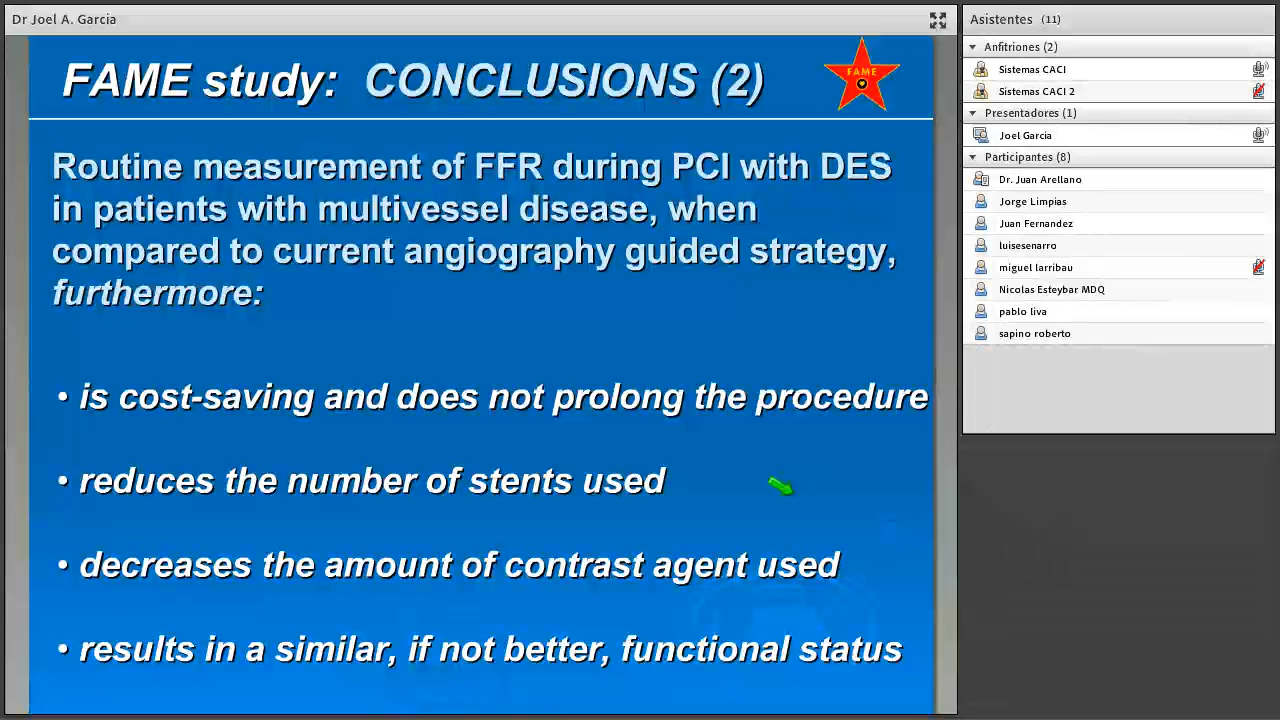 Dr Joel A. Garcia
FAME study: CONCLUSIONS (2)
FAME
Routine measurement of FFR during PCI with DES
in patients with multivessel disease, when
compared to current angiography guided strategy,
furthermore:
• is cost-saving and does not prolong the procedure
• reduces the number of stents used
• decreases the amount of contrast agent used
• results in a similar, if not better, functional status
Asistentes (11)
Anfitriones (2)
Sistemas CACI
Sistemas CACI 2
Presentadores (1)
Joel Garcia
Participantes (8)
Dr. Juan Arellano
Jorge Limpias
Juan Fernandez
luisesenarro
miguel larribau
Nicolas Esteybar MDQ
pablo liva
sapino roberto